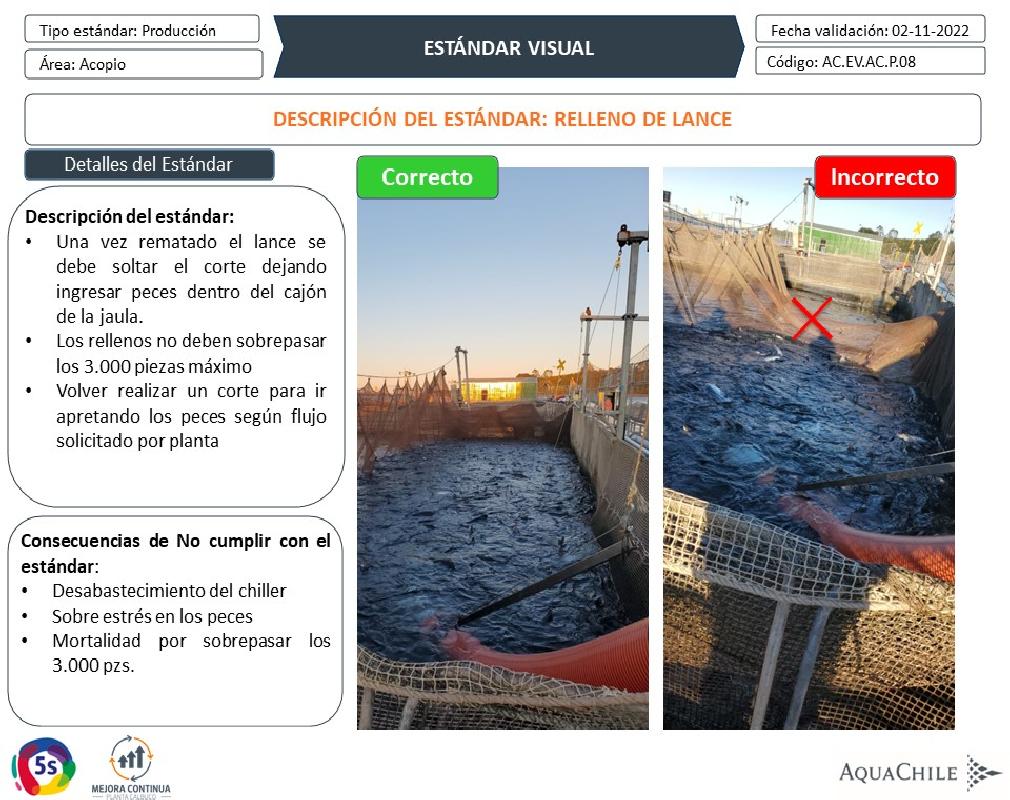 Tipo estándar: Producción
Área: Acopio
ESTÁNDAR VISUAL
Fecha validación: 02-11-2022
Código: AC.EV.AC.P.08
DESCRIPCIÓN DEL ESTÁNDAR: RELLENO DE LANCE
Detalles del Estándar
Descripción del estándar:
• Una vez rematado el lance se
debe soltar el corte dejando
ingresar peces dentro del cajón
de la jaula.
• Los rellenos no deben sobrepasar
los 3.000 piezas máximo
• Volver realizar un corte para ir
apretando los peces según flujo
solicitado por planta
Consecuencias de No cumplir con el
estándar:
• Desabastecimiento del chiller
• Sobre estrés en los peces
• Mortalidad por sobrepasar los
3.000 pzs.
Correcto
Incorrecto
5s
MEJORA CONTINUA
PLANTA CALBUCO
AQUACHILE